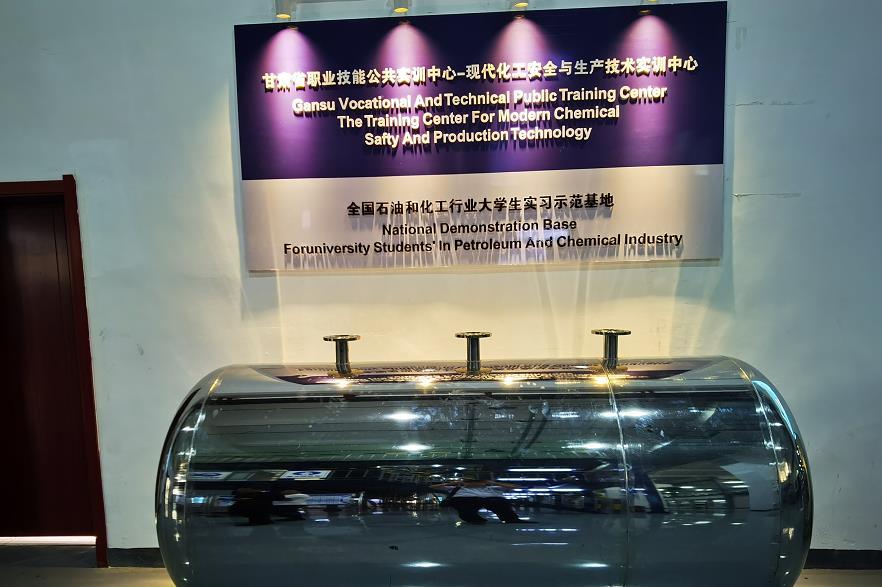 甘肃省职业技能公共实训中心-现代化工安全与生产技术实训中心
Gansu Vocational And Technical Public Training Center
The Training Center For Modern Chemical
Safty And Production Technology
全国石油和化工行业大学生实习示范基地
National Demonstration Base
Foruniversity Students' In Petroleum And Chemical Industry